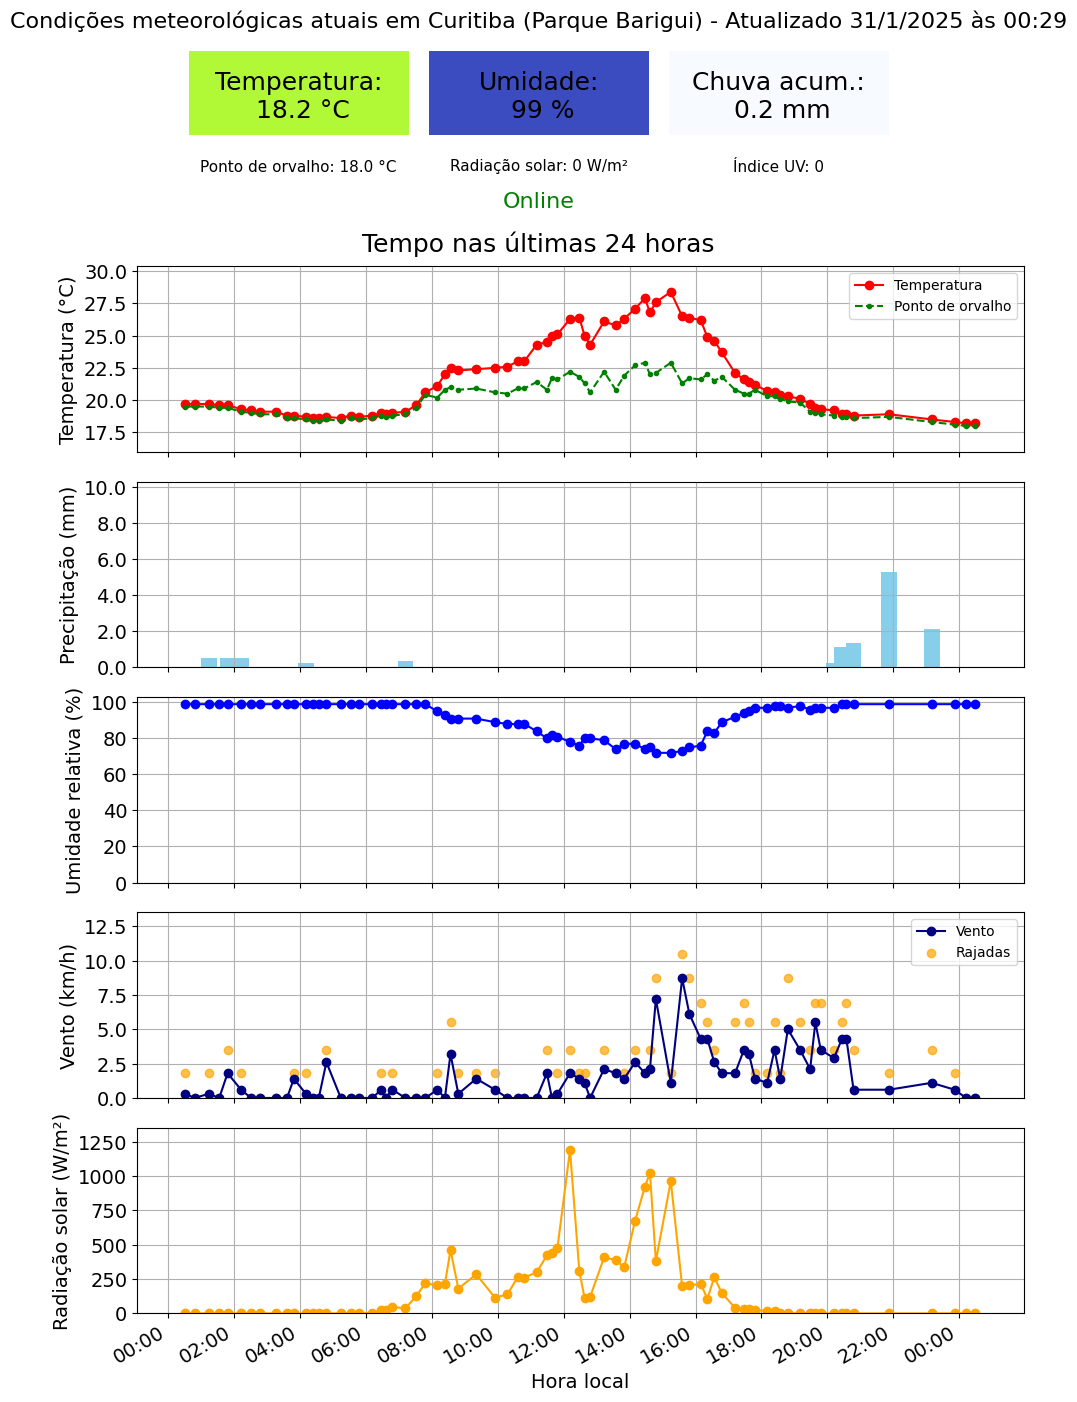 Condições meteorológicas atuais em Curitiba (Parque Barigui) - Atualizado 31/1/2025 às 00:29
Temperatura:
18.2 °C
Umidade:
99 %
Chuva acum.:
0.2 mm
Ponto de orvalho: 18.0 °C
Radiação solar: 0 W/m²
Índice UV: 0
Online
Tempo nas últimas 24 horas
Temperatura (°C)
30.0
27.5
25.0
22.5
20.0
17.5
Temperatura
Ponto de orvalho
Precipitação (mm)
10.0
8.0
6.0
4.0
2.0
0.0
Umidade relativa (%)
100
80
60
40
20
0
Vento (km/h)
12.5
10.0
7.5
5.0
2.5
0.0
Vento
Rajadas
Radiação solar (W/m²)
1250
1000
750
500
250
0
00:00 02:00 04:00 06:00 08:00 10:00 12:00 14:00 16:00 18:00 20:00 22:00 00:00
Hora local